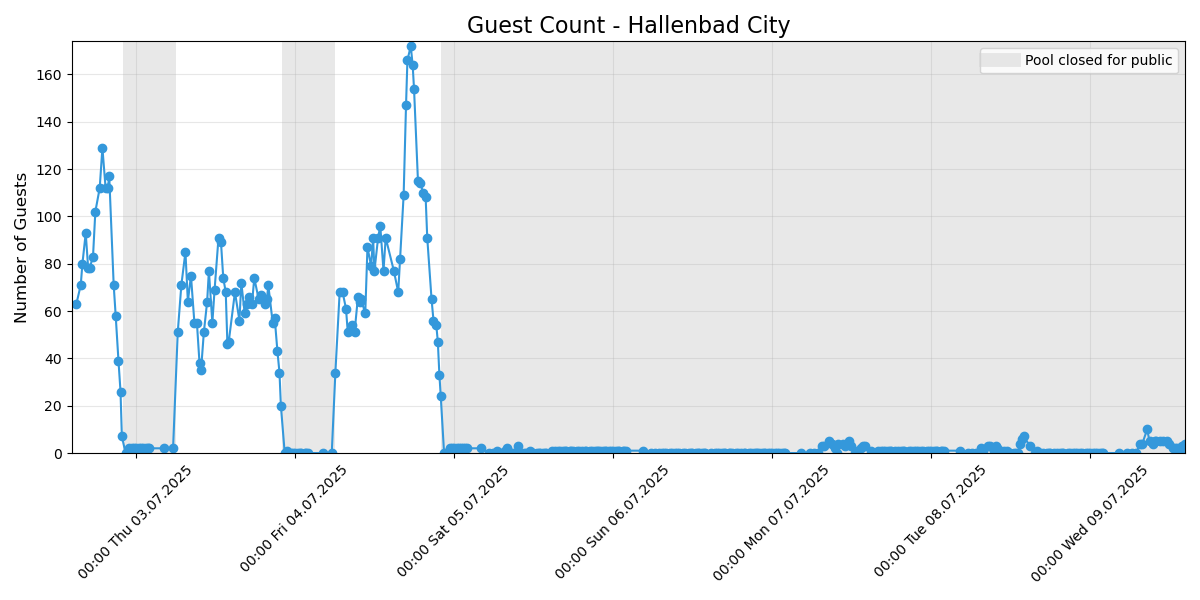 Guest Count - Hallenbad City
Pool closed for public
Number of Guests
160
140
120
100
80
60
40
20
0
00:00 Thu 03.07.2025
00:00 Fri 04.07.2025
00:00 Sat 05.07.2025
00:00 Sun 06.07.2025
00:00 Mon 07.07.2025
00:00 Tue 08.07.2025
00:00 Wed 09.07.2025